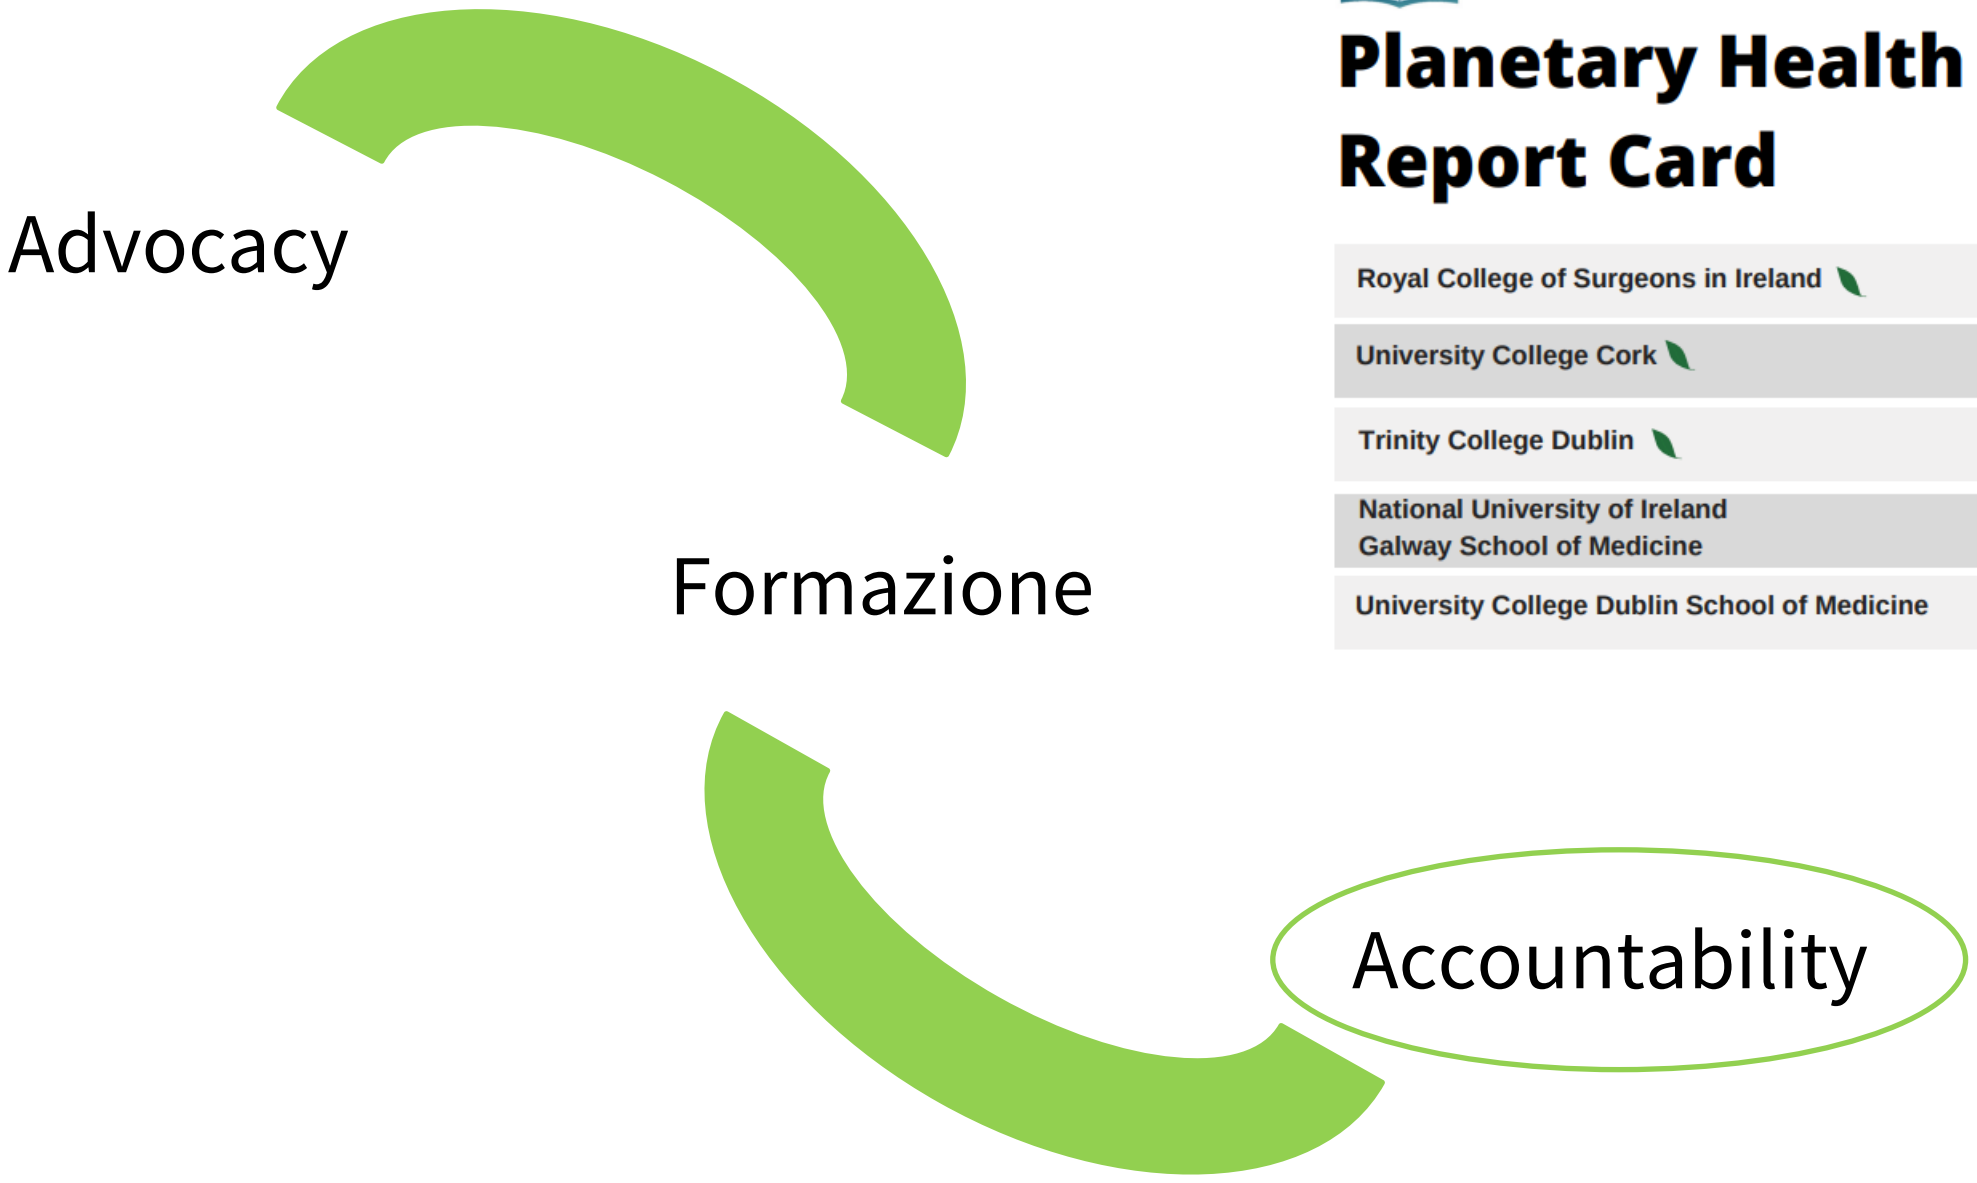 Planetary Health
Report Card
Advocacy
Royal College of Surgeons in Ireland
University College Cork
Trinity College Dublin
National University of Ireland
Galway School of Medicine
University College Dublin School of Medicine
Formazione
Accountability